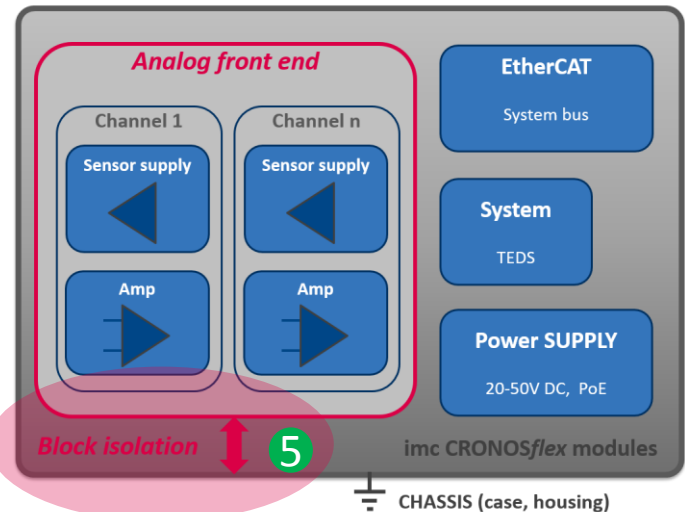 Analog front end
Channel 1
Channel n
Sensor supply
Sensor supply
Amp
Amp
EtherCAT
System bus
System
TEDS
Power SUPPLY
20-50V DC, PoE
Block isolation
5
imc CRONOSflex modules
CHASSIS (case, housing)